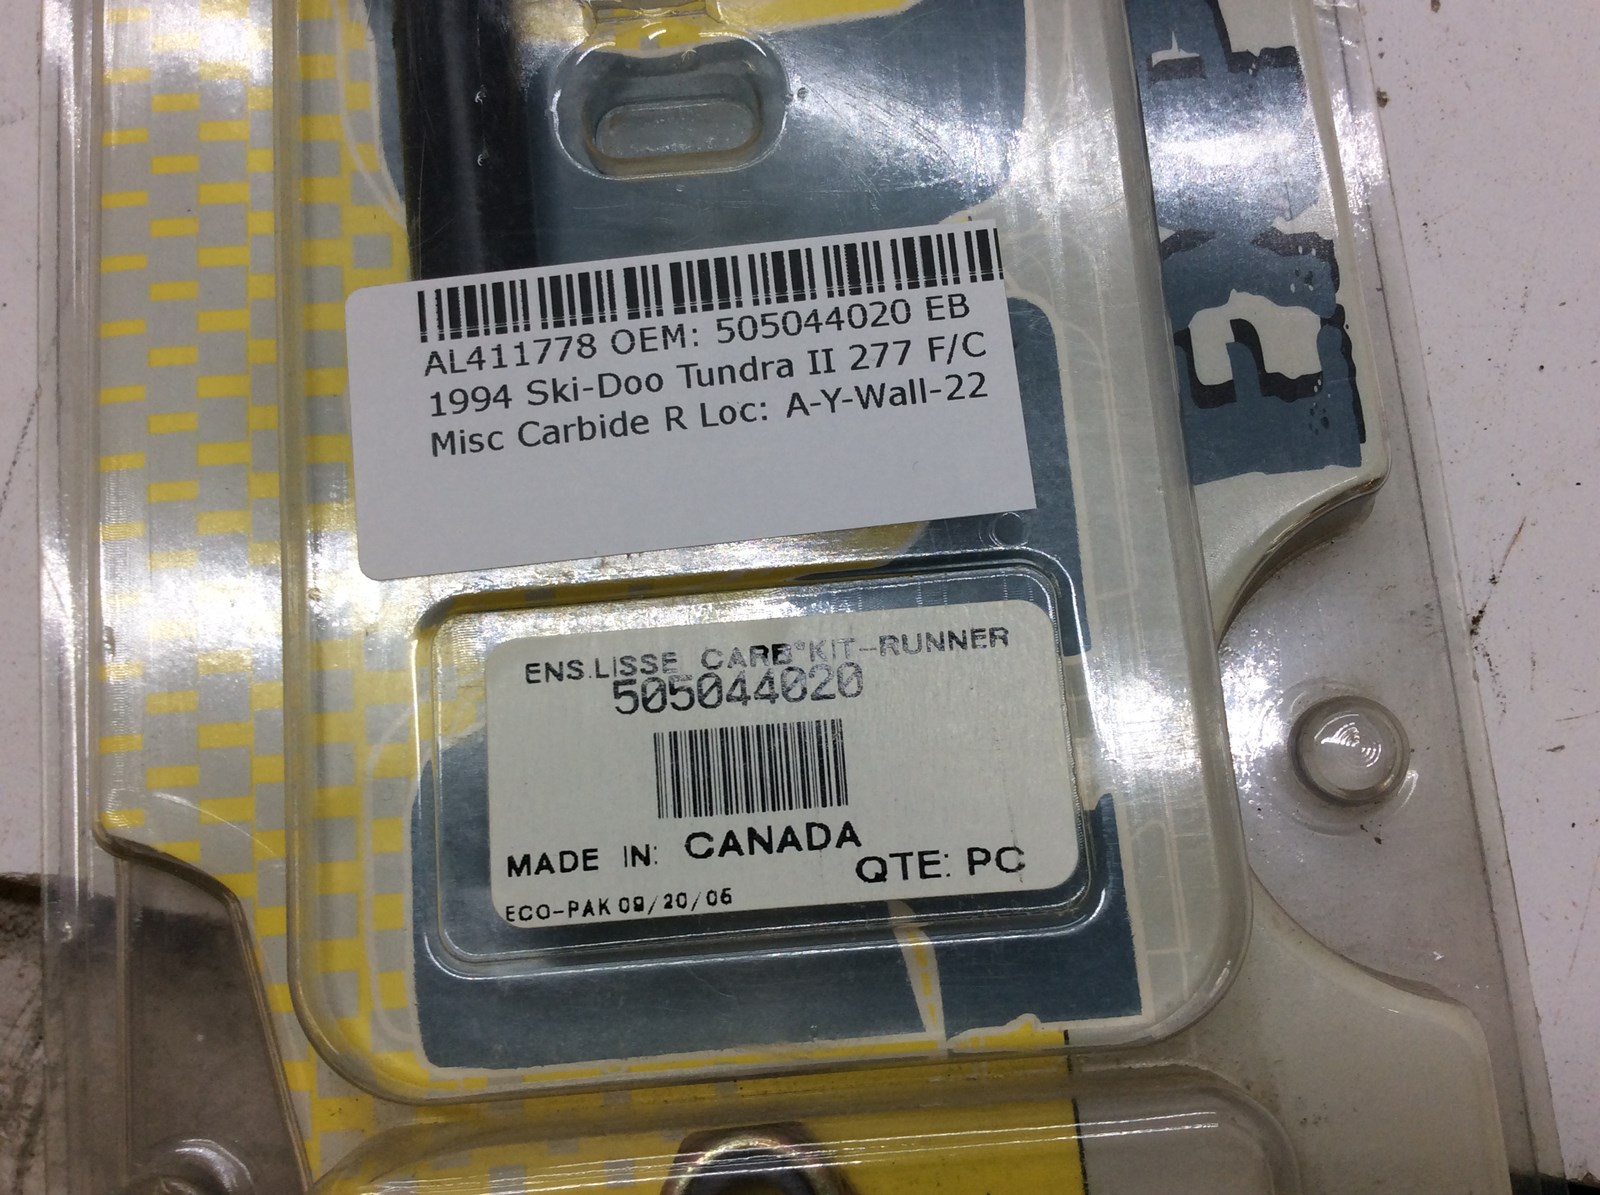 AL411778 OEM: 505044020 EB
1994 Ski-Doo Tundra II 277 F/C
Misc Carbide R Loc: A-Y-Wall-22
ENS.LISSE CARB*KIT-RUNNER
505044020
MADE IN: CANADA
QTE: PC
ECO-PAK 09/20/05